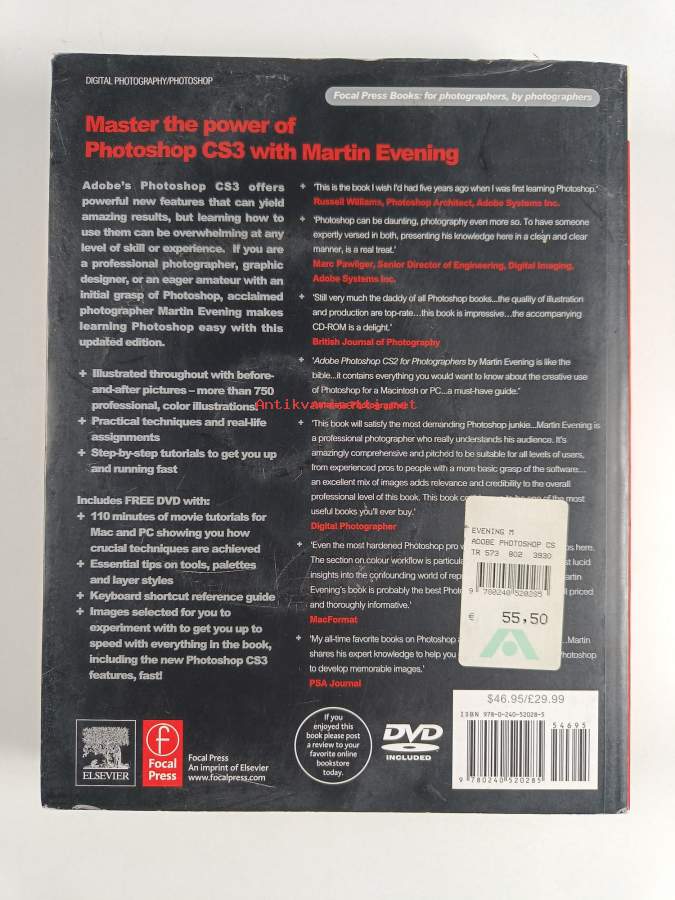 DIGITAL PHOTOGRAPHY/PHOTOSHOP
Focal Press Books: for photographers, by photographers
Master the power of
Photoshop CS3 with Martin Evening
Adobe's Photoshop CS3 offers
powerful new features that can yield
amazing results, but learning how to
use them can be overwhelming at any
level of skill or experience. If you are
a professional photographer, graphic
designer, or an eager amateur with an
initial grasp of Photoshop, acclaimed
photographer Martin Evening makes
learning Photoshop easy with this
updated edition.
+ Illustrated throughout with before-
and-after pictures – more than 750
professional, color illustrations!
+ Practical techniques and real-life
assignments
+ Step-by-step tutorials to get you up
and running fast
Includes FREE DVD with:
+ 110 minutes of movie tutorials for
Mac and PC showing you how
crucial techniques are achieved
+ Essential tips on tools, palettes
and layer styles
+ Keyboard shortcut reference guide
+ Images selected for you to
experiment with to get you up to
speed with everything in the book,
including the new Photoshop CS3
features, fast!
+ 'This is the book I wish I'd had five years ago when I was first learning Photoshop.'
Russell Williams, Photoshop Architect, Adobe Systems Inc.
+ 'Photoshop can be daunting, photography even more so. To have someone
expertly versed in both, presenting his knowledge here in a clean and clear
manner, is a real treat.'
Marc Pawliger, Senior Director of Engineering, Digital Imaging,
Adobe Systems Inc.
+ 'Still very much the daddy of all Photoshop books...the quality of illustration
and production are top-rate...this book is impressive...the accompanying
CD-ROM is a delight.'
British Journal of Photography
+ 'Adobe Photoshop CS2 for Photographers by Martin Evening is like the
bible...it contains everything you would want to know about the creative use
of Photoshop for a Macintosh or PC...a must-have guide.'
+ 'This book will satisfy the most demanding Photoshop junkie...Martin Evening is
a professional photographer who really understands his audience. It's
amazingly comprehensive and pitched to be suitable for all levels of users,
from experienced pros to people with a more basic grasp of the software...
an excellent mix of images adds relevance and credibility to the overall
professional level of this book. This book most
useful books you'll ever buy.'
Digital Photographer
+ 'Even the most hardened Photoshop pro here.
The section on colour workflow is lucid
insights into the confounding world of
Evening's book is probably the best priced
and thoroughly informative.'
MacFormat
+ 'My all-time favorite books on Photoshop ...Martin
shares his expert knowledge to help you
to develop memorable images.'
PSA Journal
Antikvariaatti.net
EVENING M
ADOBE PHOTOSHOP CS
TR 573 802 3930
9 780240 520285
€ 55,50
$46.95/£29.99
ISBN 978-0-240-52028-5
54695
9 780240 520285
ELSEVIER
Focal
Press
Focal Press
An imprint of Elsevier
www.focalpress.com
If you
enjoyed this
book please post
a review to your
favorite online
bookstore
today.
DVD
INCLUDED